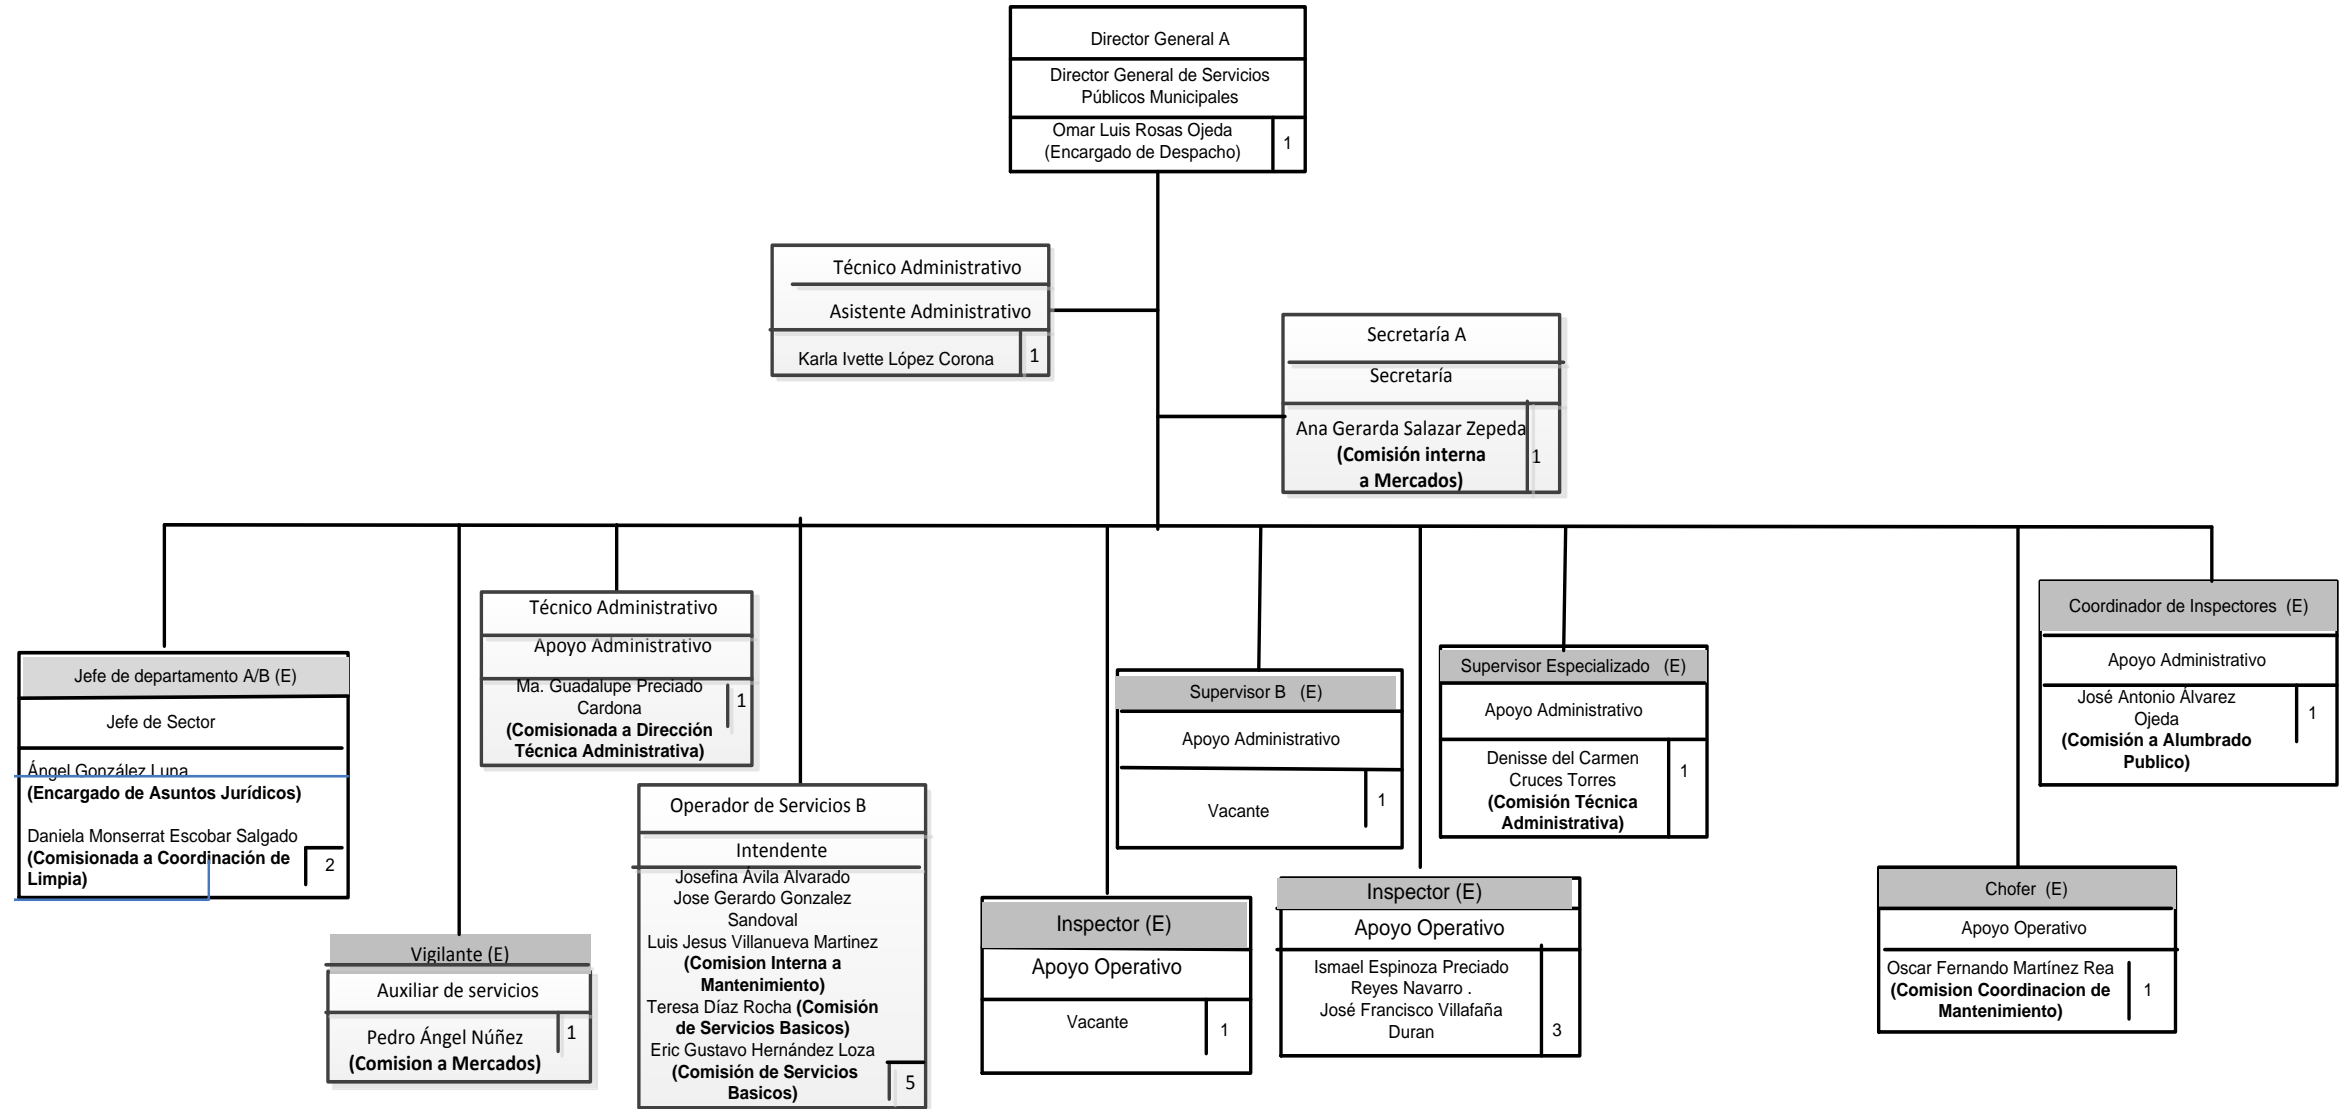 Director General A
Director General de Servicios
Públicos Municipales
Omar Luis Rosas Ojeda
(Encargado de Despacho)
1
Técnico Administrativo
Asistente Administrativo
Karla Ivette López Corona
1
Secretaría A
Secretaría
Ana Gerarda Salazar Zepeda
(Comisión interna
a Mercados)
1
Jefe de departamento A/B (E)
Jefe de Sector
Ángel González Luna
(Encargado de Asuntos Jurídicos)
Daniela Monserrat Escobar Salgado
(Comisionada a Coordinación de
Limpia)
2
Vigilante (E)
Auxiliar de servicios
Pedro Ángel Núñez
(Comision a Mercados)
1
Técnico Administrativo
Apoyo Administrativo
Ma. Guadalupe Preciado
Cardona
(Comisionada a Dirección
Técnica Administrativa)
1
Operador de Servicios B
Intendente
Josefina Ávila Alvarado
Jose Gerardo Gonzalez
Sandoval
Luis Jesus Villanueva Martinez
(Comision Interna a
Mantenimiento)
Teresa Díaz Rocha (Comisión
de Servicios Basicos)
Eric Gustavo Hernández Loza
(Comisión de Servicios
Basicos)
5
Inspector (E)
Apoyo Operativo
Vacante
1
Supervisor B (E)
Apoyo Administrativo
Vacante
1
Inspector (E)
Apoyo Operativo
Ismael Espinoza Preciado
Reyes Navarro .
José Francisco Villafaña
Duran
3
Supervisor Especializado (E)
Apoyo Administrativo
Denisse del Carmen
Cruces Torres
(Comisión Técnica
Administrativa)
1
Chofer (E)
Apoyo Operativo
Oscar Fernando Martínez Rea
(Comision Coordinacion de
Mantenimiento)
1
Coordinador de Inspectores (E)
Apoyo Administrativo
José Antonio Álvarez
Ojeda
(Comisión a Alumbrado
Publico)
1